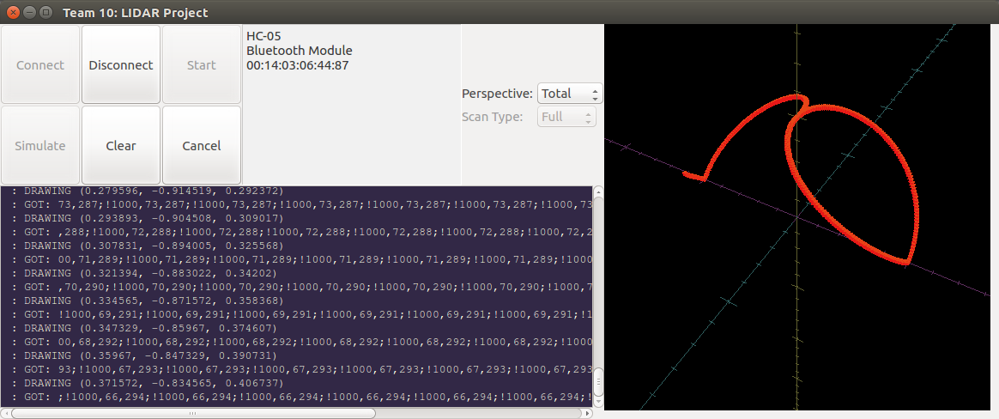 Team 10: LIDAR Project
Connect
Disconnect
Start
HC-05
Bluetooth Module
00:14:03:06:44:87
Perspective:
Total
Scan Type:
Full
Simulate
Clear
Cancel
: DRAWING (0.279596, -0.914519, 0.292372)
: GOT: 73,287;!1000,73,287;!1000,73,287;!1000,73,287;!1000,73,287;!1000,73,287;!1000,73
: DRAWING (0.293893, -0.904508, 0.309017)
: GOT: ,288;!1000,72,288;!1000,72,288;!1000,72,288;!1000,72,288;!1000,72,288;!1000,72,2
: DRAWING (0.307831, -0.894005, 0.325568)
: GOT: 00,71,289;!1000,71,289;!1000,71,289;!1000,71,289;!1000,71,289;!1000,71,289;!1000
: DRAWING (0.321394, -0.883022, 0.34202)
: GOT: ,70,290;!1000,70,290;!1000,70,290;!1000,70,290;!1000,70,290;!1000,70,290;!1000,7
: DRAWING (0.334565, -0.871572, 0.358368)
: GOT: !1000,69,291;!1000,69,291;!1000,69,291;!1000,69,291;!1000,69,291;!1000,69,291;!1
: DRAWING (0.347329, -0.85967, 0.374607)
: GOT: 00,68,292;!1000,68,292;!1000,68,292;!1000,68,292;!1000,68,292;!1000,68,292;!1000
: DRAWING (0.35967, -0.847329, 0.390731)
: GOT: 93;!1000,67,293;!1000,67,293;!1000,67,293;!1000,67,293;!1000,67,293;!1000,67,293
: DRAWING (0.371572, -0.834565, 0.406737)
: GOT: ;!1000,66,294;!1000,66,294;!1000,66,294;!1000,66,294;!1000,66,294;!1000,66,294;!